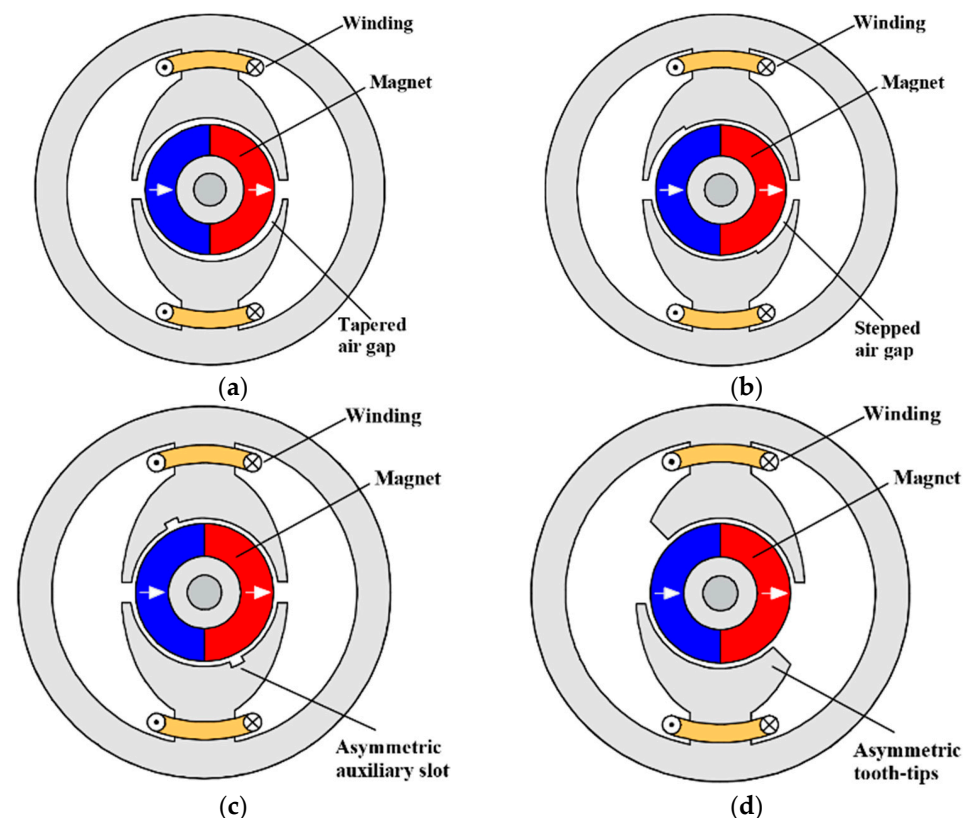 Winding
Magnet
Tapered
air gap
(a)
Winding
Magnet
Stepped
air gap
(b)
Winding
Magnet
Asymmetric
auxiliary slot
(c)
Winding
Magnet
Asymmetric
tooth-tips
(d)